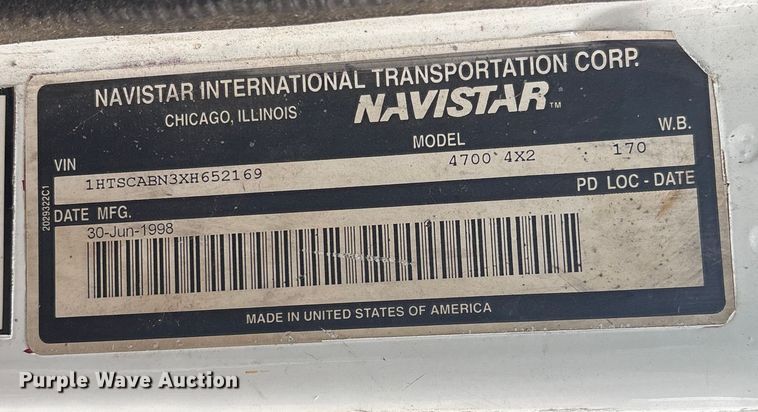 NAVISTAR INTERNATIONAL TRANSPORTATION CORP.
CHICAGO, ILLINOIS NAVISTAR™
VIN MODEL W.B.
1HTSCABN3XH652169 4700 4X2 170
PD LOC - DATE
DATE MFG.
30-Jun-1998
MADE IN UNITED STATES OF AMERICA
2029322C1
Purple Wave Auction